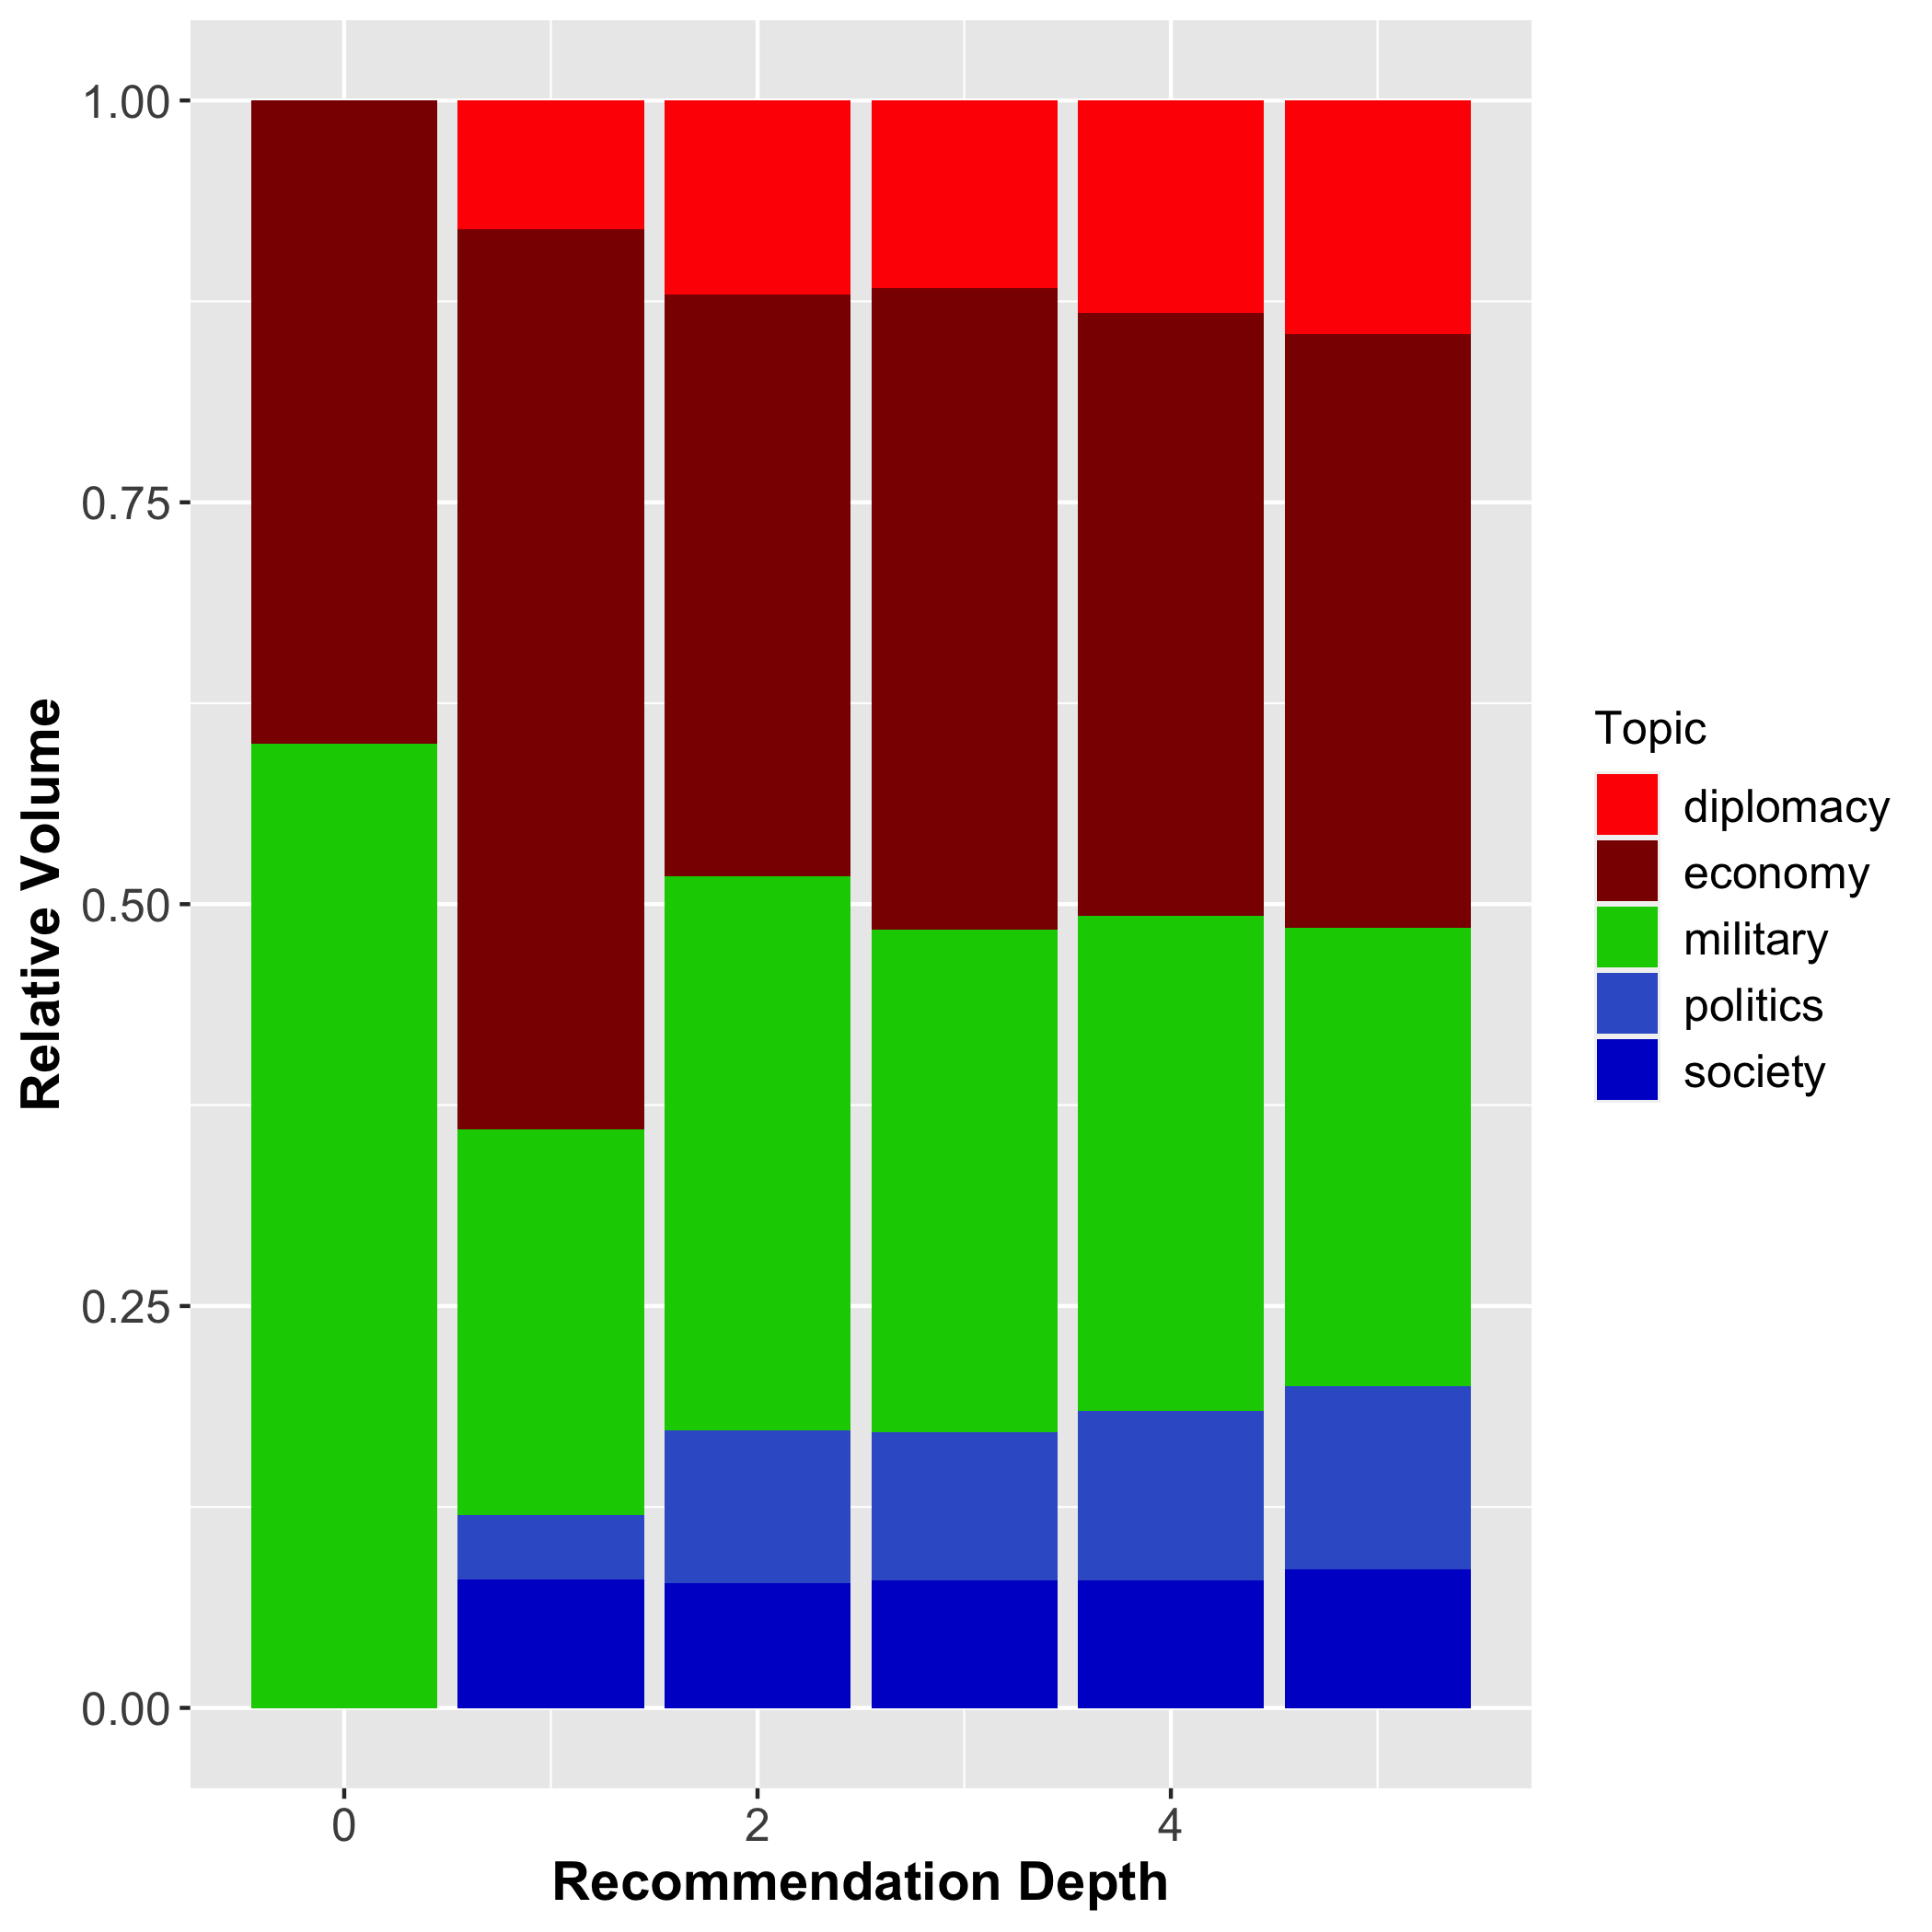 1.00
0.75
0.50
0.25
0.00
Relative Volume
0
2
4
Recommendation Depth
Topic
diplomacy
economy
military
politics
society